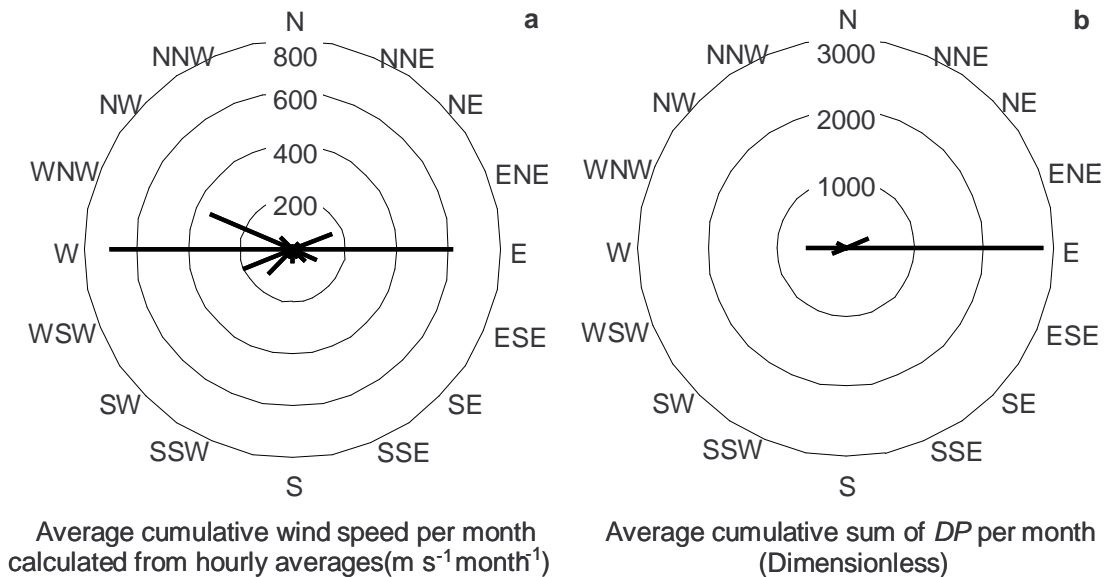 a
N
NNW
NNE
NW
NE
WNW
ENE
W
E
WSW
ESE
SW
SE
SSW
SSE
S
800
600
400
200
Average cumulative wind speed per month
calculated from hourly averages(m s⁻¹ month⁻¹)
b
N
NNW
NNE
NW
NE
WNW
ENE
W
E
WSW
ESE
SW
SE
SSW
SSE
S
3000
2000
1000
Average cumulative sum of DP per month
(Dimensionless)